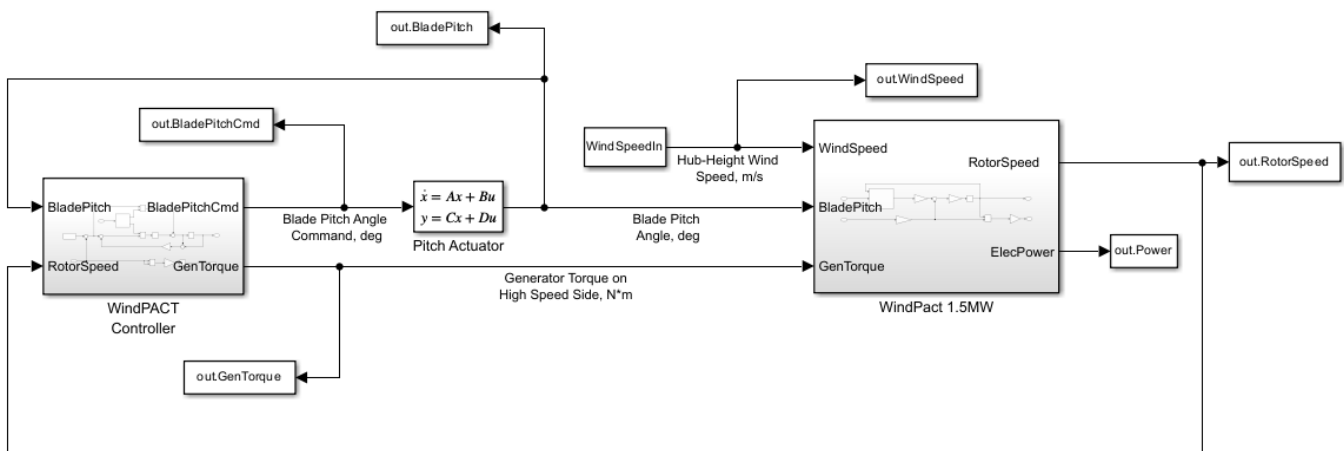 out.BladePitch
out.WindSpeed
out.BladePitchCmd
WindSpeedIn
Hub-Height Wind
Speed, m/s
WindSpeed
RotorSpeed
out.RotorSpeed
BladePitch
BladePitchCmd
Blade Pitch Angle
Command, deg
ẋ = Ax + Bu
y = Cx + Du
Pitch Actuator
Blade Pitch
Angle, deg
BladePitch
RotorSpeed
GenTorque
Generator Torque on
High Speed Side, N*m
GenTorque
ElecPower
out.Power
WindPACT
Controller
WindPact 1.5MW
out.GenTorque